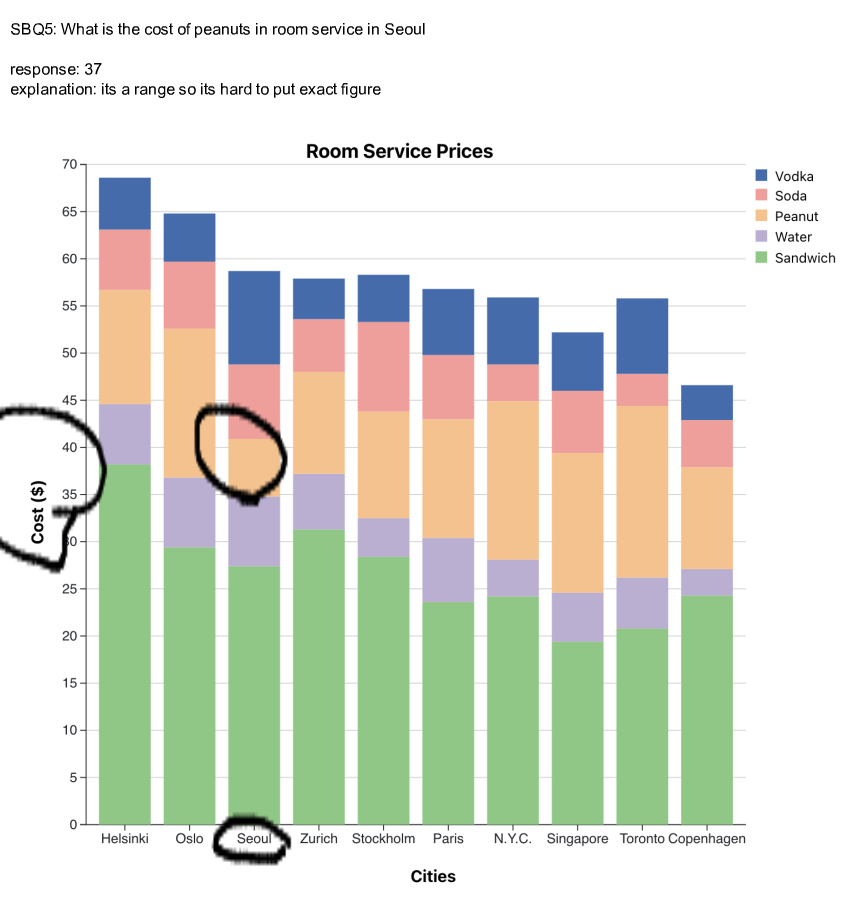 SBQ5: What is the cost of peanuts in room service in Seoul
response: 37
explanation: its a range so its hard to put exact figure
Room Service Prices
70
65
60
55
50
45
40
35
30
25
20
15
10
5
0
Cost ($)
Vodka
Soda
Peanut
Water
Sandwich
Helsinki Oslo Seoul Zurich Stockholm Paris N.Y.C. Singapore Toronto Copenhagen
Cities